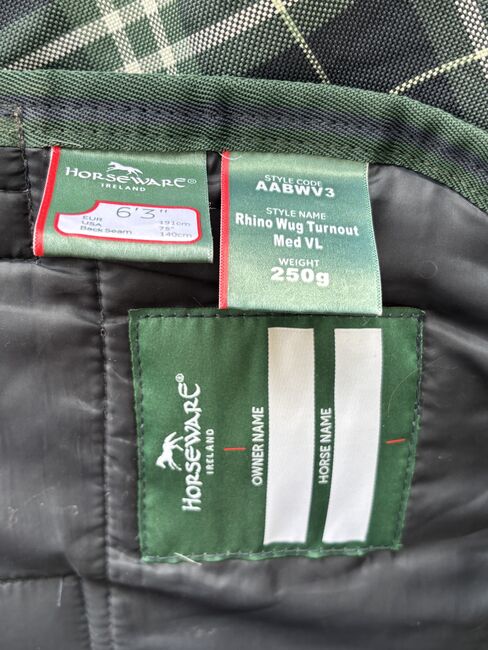 HORSEWARE®
IRELAND
6'3"
EUR 191cm
USA 75"
Back Seam 140cm
STYLE CODE
AABWV3
STYLE NAME
Rhino Wug Turnout
Med VL
WEIGHT
250g
HORSEWARE®
IRELAND
OWNER NAME
HORSE NAME